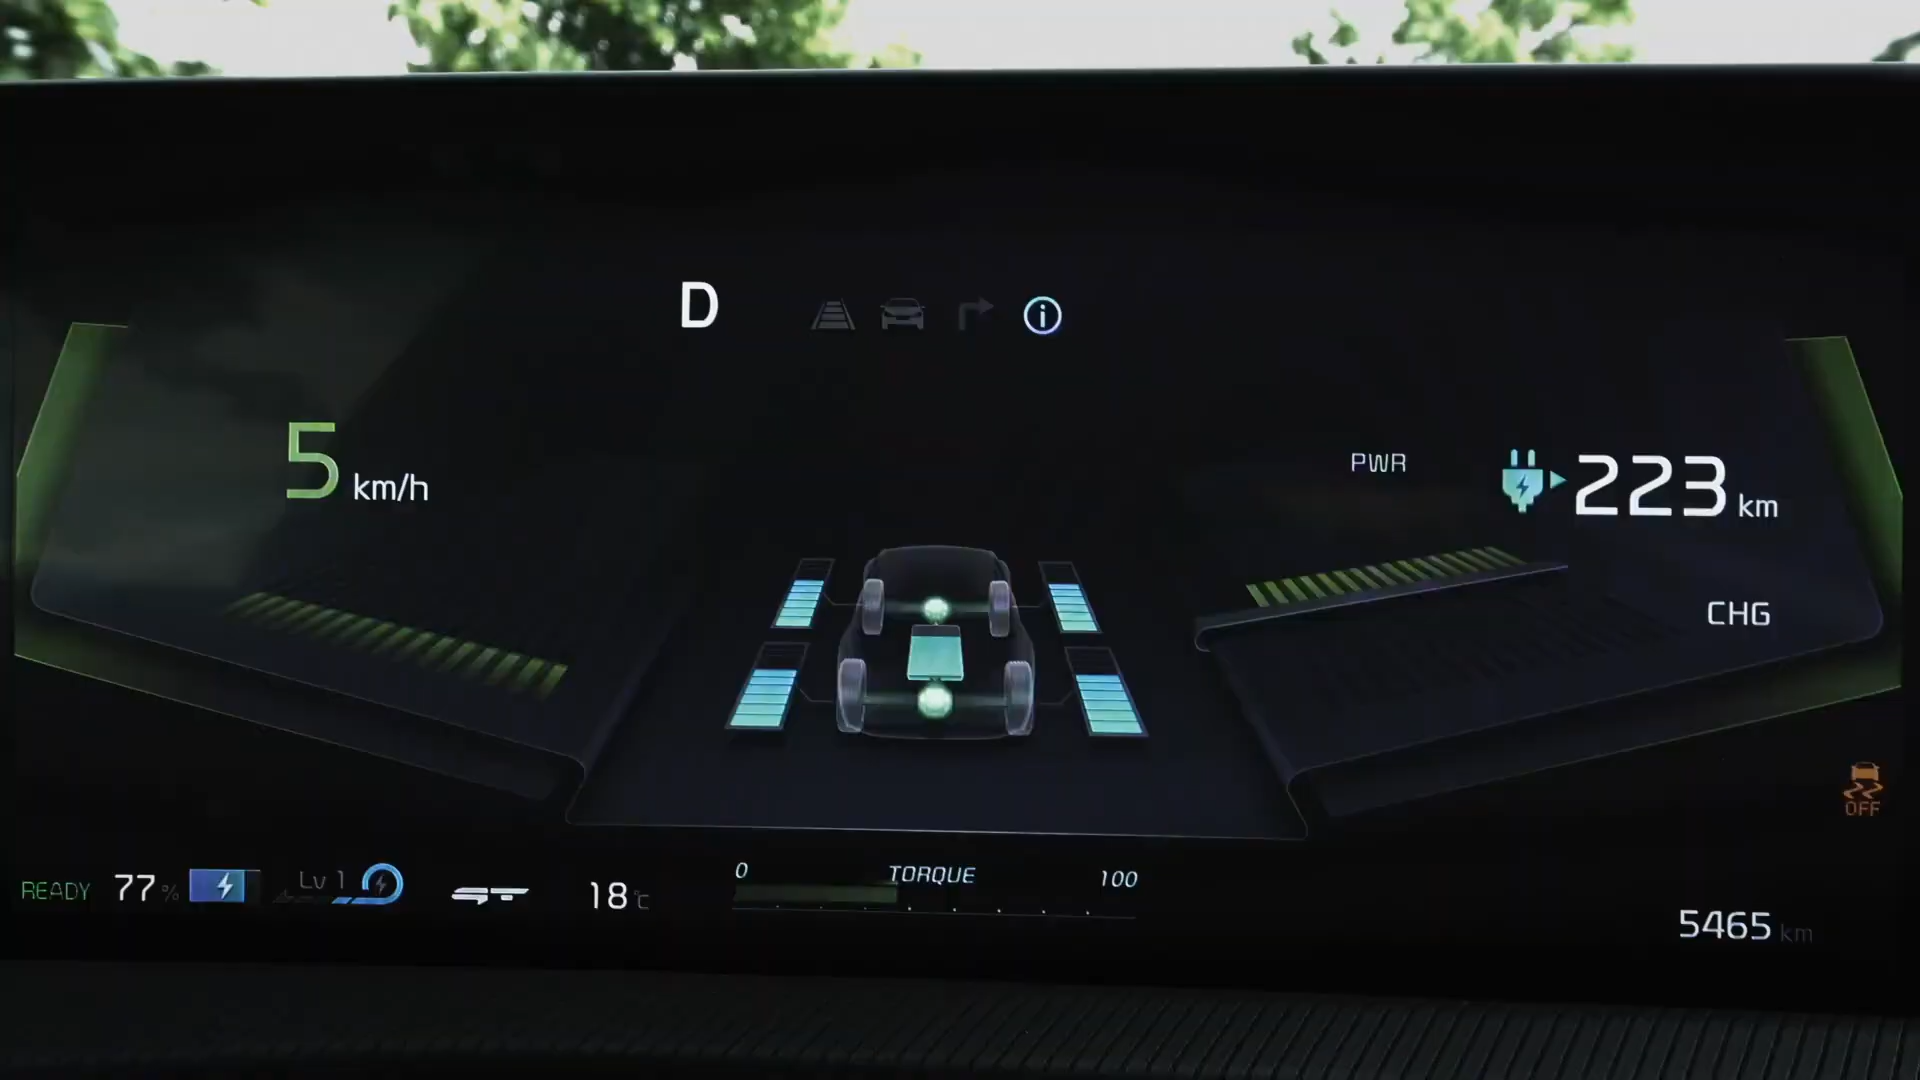 D
5 km/h
PWR
223 km
CHG
OFF
READY 77% Lv 1 GT 18°C
0 TORQUE 100
5465 km